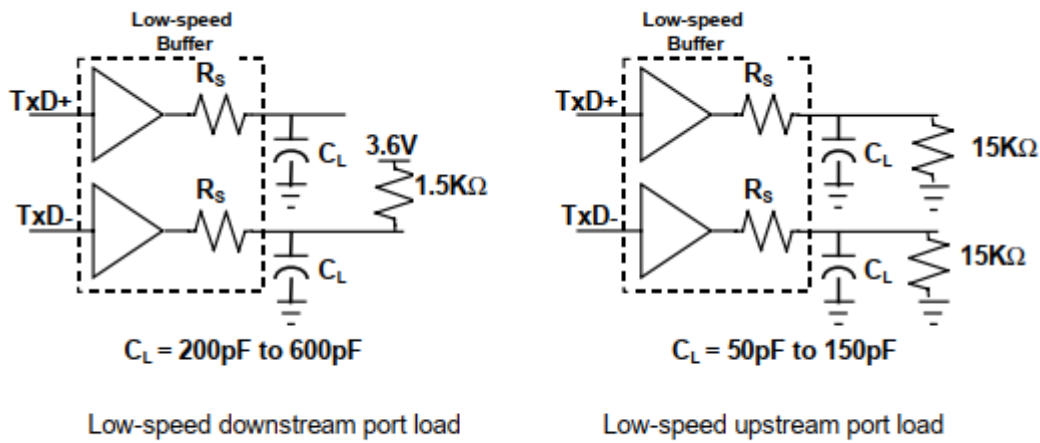 Low-speed
Buffer
TxD+
RS
CL
3.6V
1.5KΩ
TxD-
RS
CL
CL = 200pF to 600pF
Low-speed downstream port load
Low-speed
Buffer
TxD+
RS
CL
15KΩ
TxD-
RS
CL
15KΩ
CL = 50pF to 150pF
Low-speed upstream port load